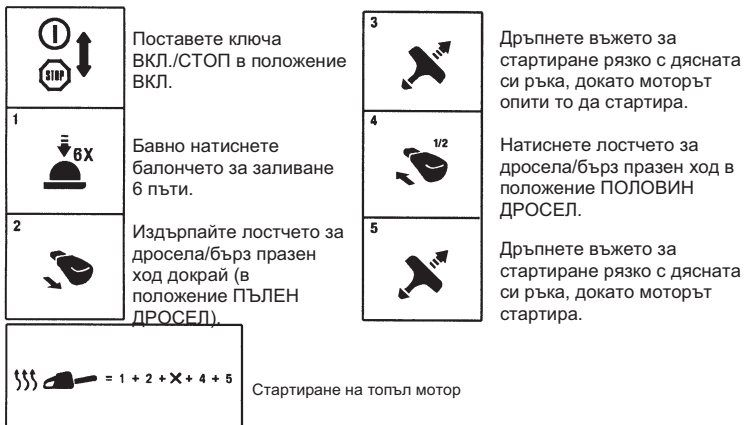 STOP
Поставете ключа
ВКЛ./СТОП в положение
ВКЛ.
1
6X
Бавно натиснете
балончето за заливане
6 пъти.
2
Издърпайте лостчето за
дросела/бърз празен
ход докрай (в
положение ПЪЛЕН
ДРОСЕЛ).
3
Дръпнете въжето за
стартиране рязко с дясната
си ръка, докато моторът
опити то да стартира.
4
1/2
Натиснете лостчето за
дросела/бърз празен ход в
положение ПОЛОВИН
ДРОСЕЛ.
5
Дръпнете въжето за
стартиране рязко с дясната
си ръка, докато моторът
стартира.
= 1 + 2 + X + 4 + 5
Стартиране на топъл мотор